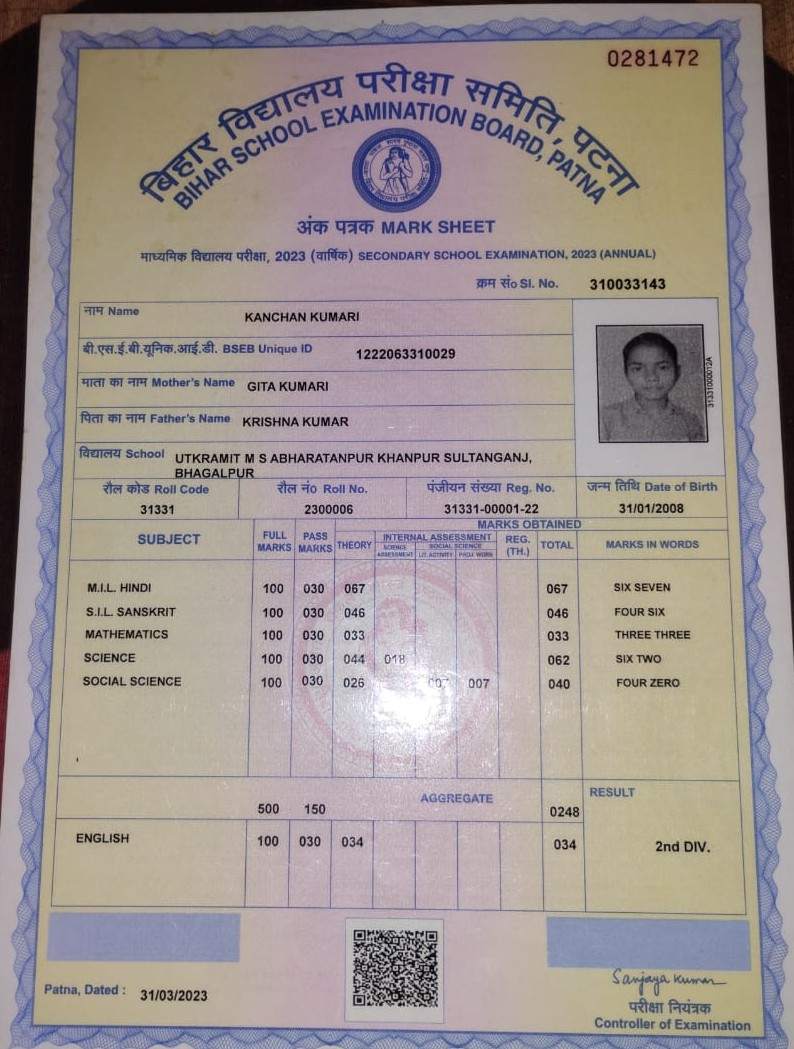 0281472
बिहार विद्यालय परीक्षा समिति, पटना
BIHAR SCHOOL EXAMINATION BOARD, PATNA
अंक पत्रक MARK SHEET
माध्यमिक विद्यालय परीक्षा, 2023 (वार्षिक) SECONDARY SCHOOL EXAMINATION, 2023 (ANNUAL)
क्रम सं० Sl. No. 310033143
नाम Name KANCHAN KUMARI
बी.एस.ई.बी.यूनिक.आई.डी. BSEB Unique ID 1222063310029
माता का नाम Mother's Name GITA KUMARI
पिता का नाम Father's Name KRISHNA KUMAR
विद्यालय School UTKRAMIT M S ABHARATANPUR KHANPUR SULTANGANJ,
BHAGALPUR
313310000012A
रौल कोड Roll Code रौल नं० Roll No. पंजीयन संख्या Reg. No. जन्म तिथि Date of Birth
31331 2300006 31331-00001-22 31/01/2008
MARKS OBTAINED
SUBJECT FULL MARKS PASS MARKS THEORY INTERNAL ASSESSMENT REG. (TH.) TOTAL MARKS IN WORDS
SCIENCE ASSESSMENT SOCIAL SCIENCE LIT. ACTIVITY PROJ. WORK
M.I.L. HINDI 100 030 067 067 SIX SEVEN
S.I.L. SANSKRIT 100 030 046 046 FOUR SIX
MATHEMATICS 100 030 033 033 THREE THREE
SCIENCE 100 030 044 018 062 SIX TWO
SOCIAL SCIENCE 100 030 026 007 007 040 FOUR ZERO
500 150 AGGREGATE 0248 RESULT
ENGLISH 100 030 034 034 2nd DIV.
Patna, Dated : 31/03/2023
Sanjaya Kumar
परीक्षा नियंत्रक
Controller of Examination